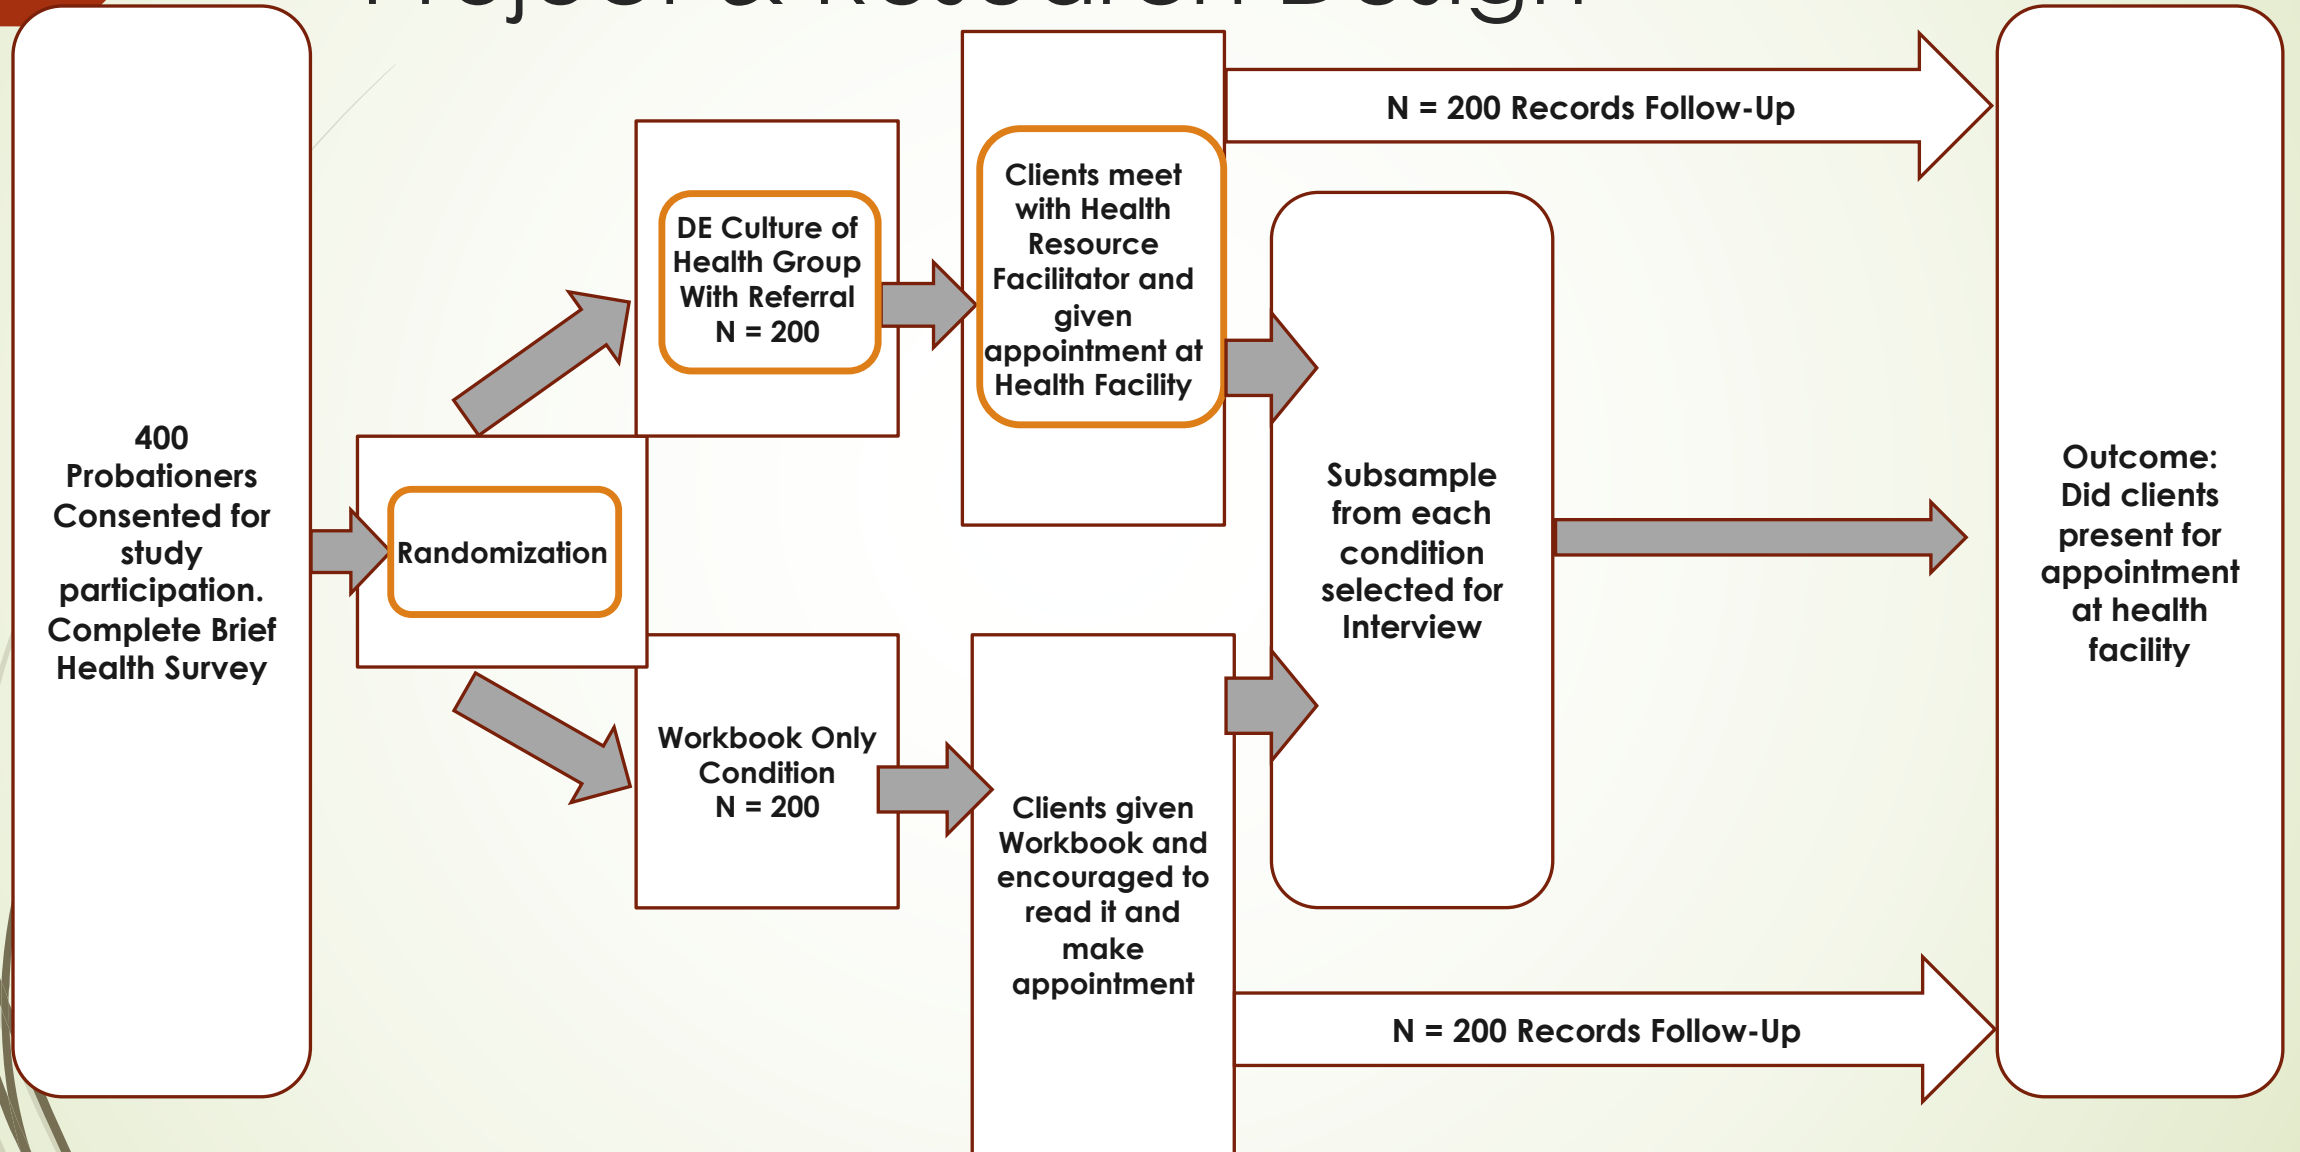 Project & Research Design
400
Probationers
Consented for
study
participation.
Complete Brief
Health Survey
Randomization
DE Culture of
Health Group
With Referral
N = 200
Clients meet
with Health
Resource
Facilitator and
given
appointment at
Health Facility
N = 200 Records Follow-Up
Workbook Only
Condition
N = 200
Clients given
Workbook and
encouraged to
read it and
make
appointment
Subsample
from each
condition
selected for
Interview
N = 200 Records Follow-Up
Outcome:
Did clients
present for
appointment
at health
facility